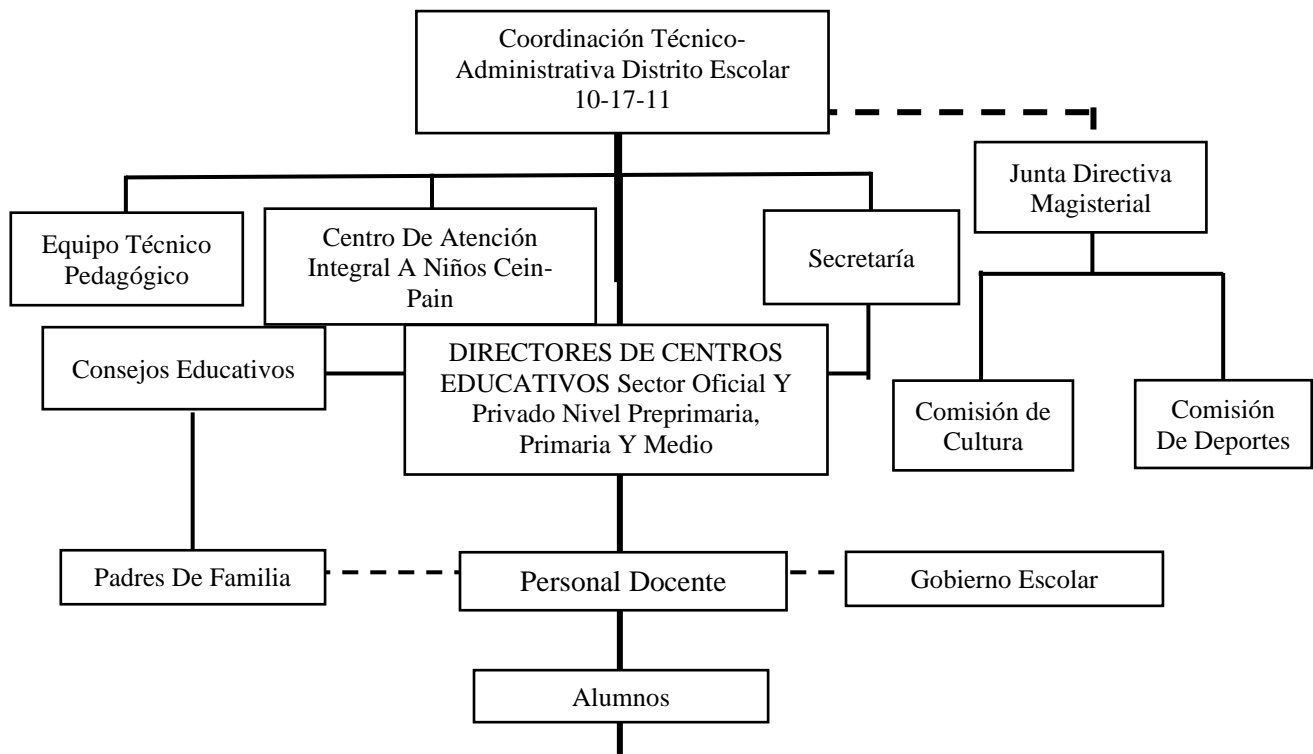 Coordinación Técnico-
Administrativa Distrito Escolar
10-17-11
Junta Directiva
Magisterial
Equipo Técnico
Pedagógico
Centro De Atención
Integral A Niños Cein-
Pain
Secretaría
Consejos Educativos
DIRECTORES DE CENTROS
EDUCATIVOS Sector Oficial Y
Privado Nivel Preprimaria,
Primaria Y Medio
Comisión de
Cultura
Comisión
De Deportes
Padres De Familia
Personal Docente
Gobierno Escolar
Alumnos